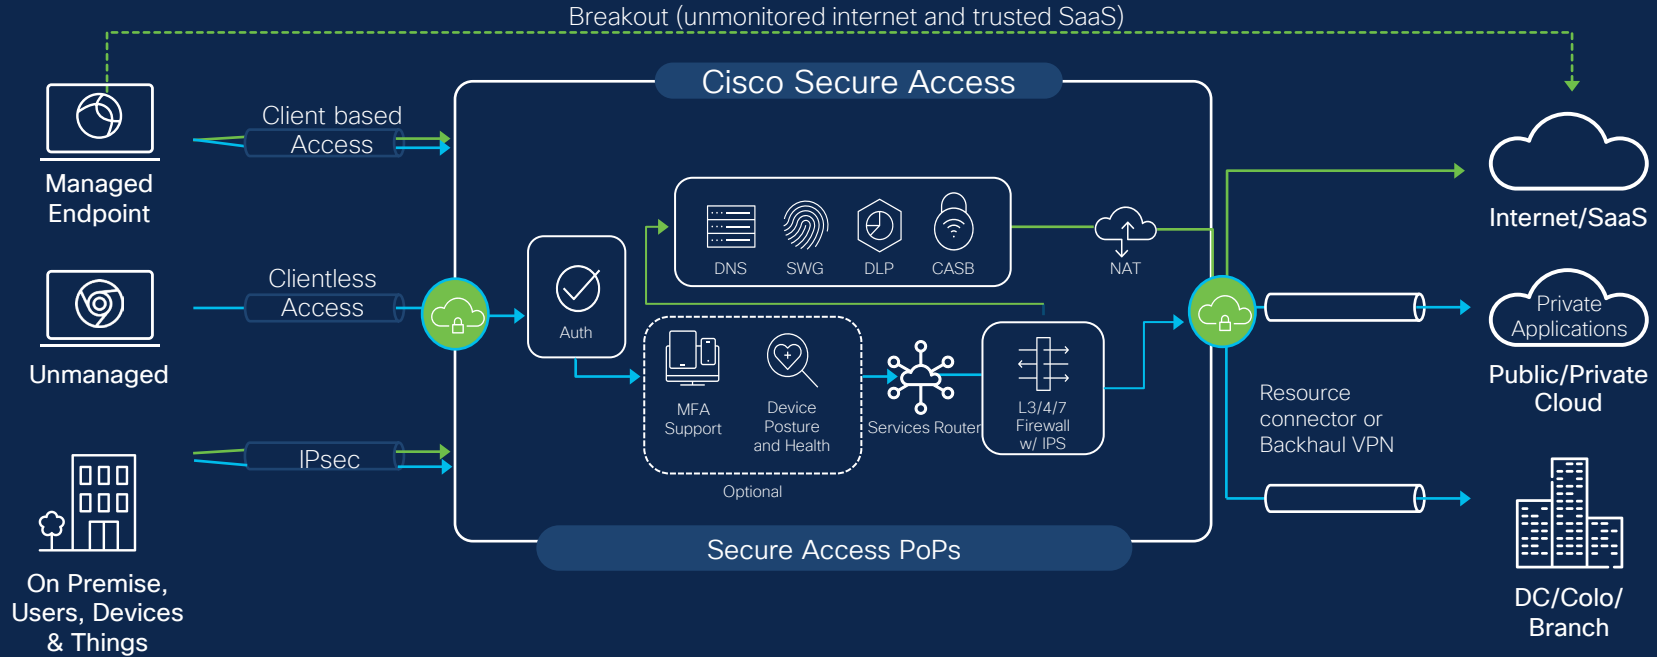 Breakout (unmonitored internet and trusted SaaS)
Cisco Secure Access
Client based
Access
Managed
Endpoint
Clientless
Access
Unmanaged
IPsec
On Premise,
Users, Devices
& Things
Auth
DNS
SWG
DLP
CASB
NAT
MFA
Support
Device
Posture
and Health
Optional
Services Router
L3/4/7
Firewall
w/ IPS
Secure Access PoPs
Internet/SaaS
Private
Applications
Public/Private
Cloud
Resource
connector or
Backhaul VPN
DC/Colo/
Branch